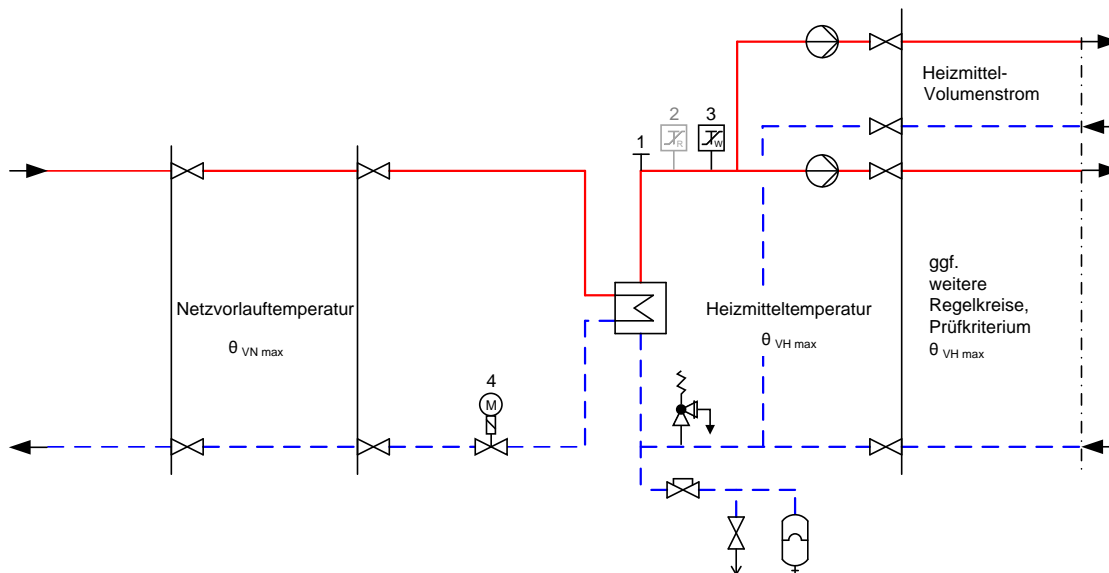 Heizmittel-
Volumenstrom
2
3
R
W
1
Netzvorlauftemperatur
θ VN max
Heizmitteltemperatur
θ VH max
ggf.
weitere
Regelkreise,
Prüfkriterium
θ VH max
4
M